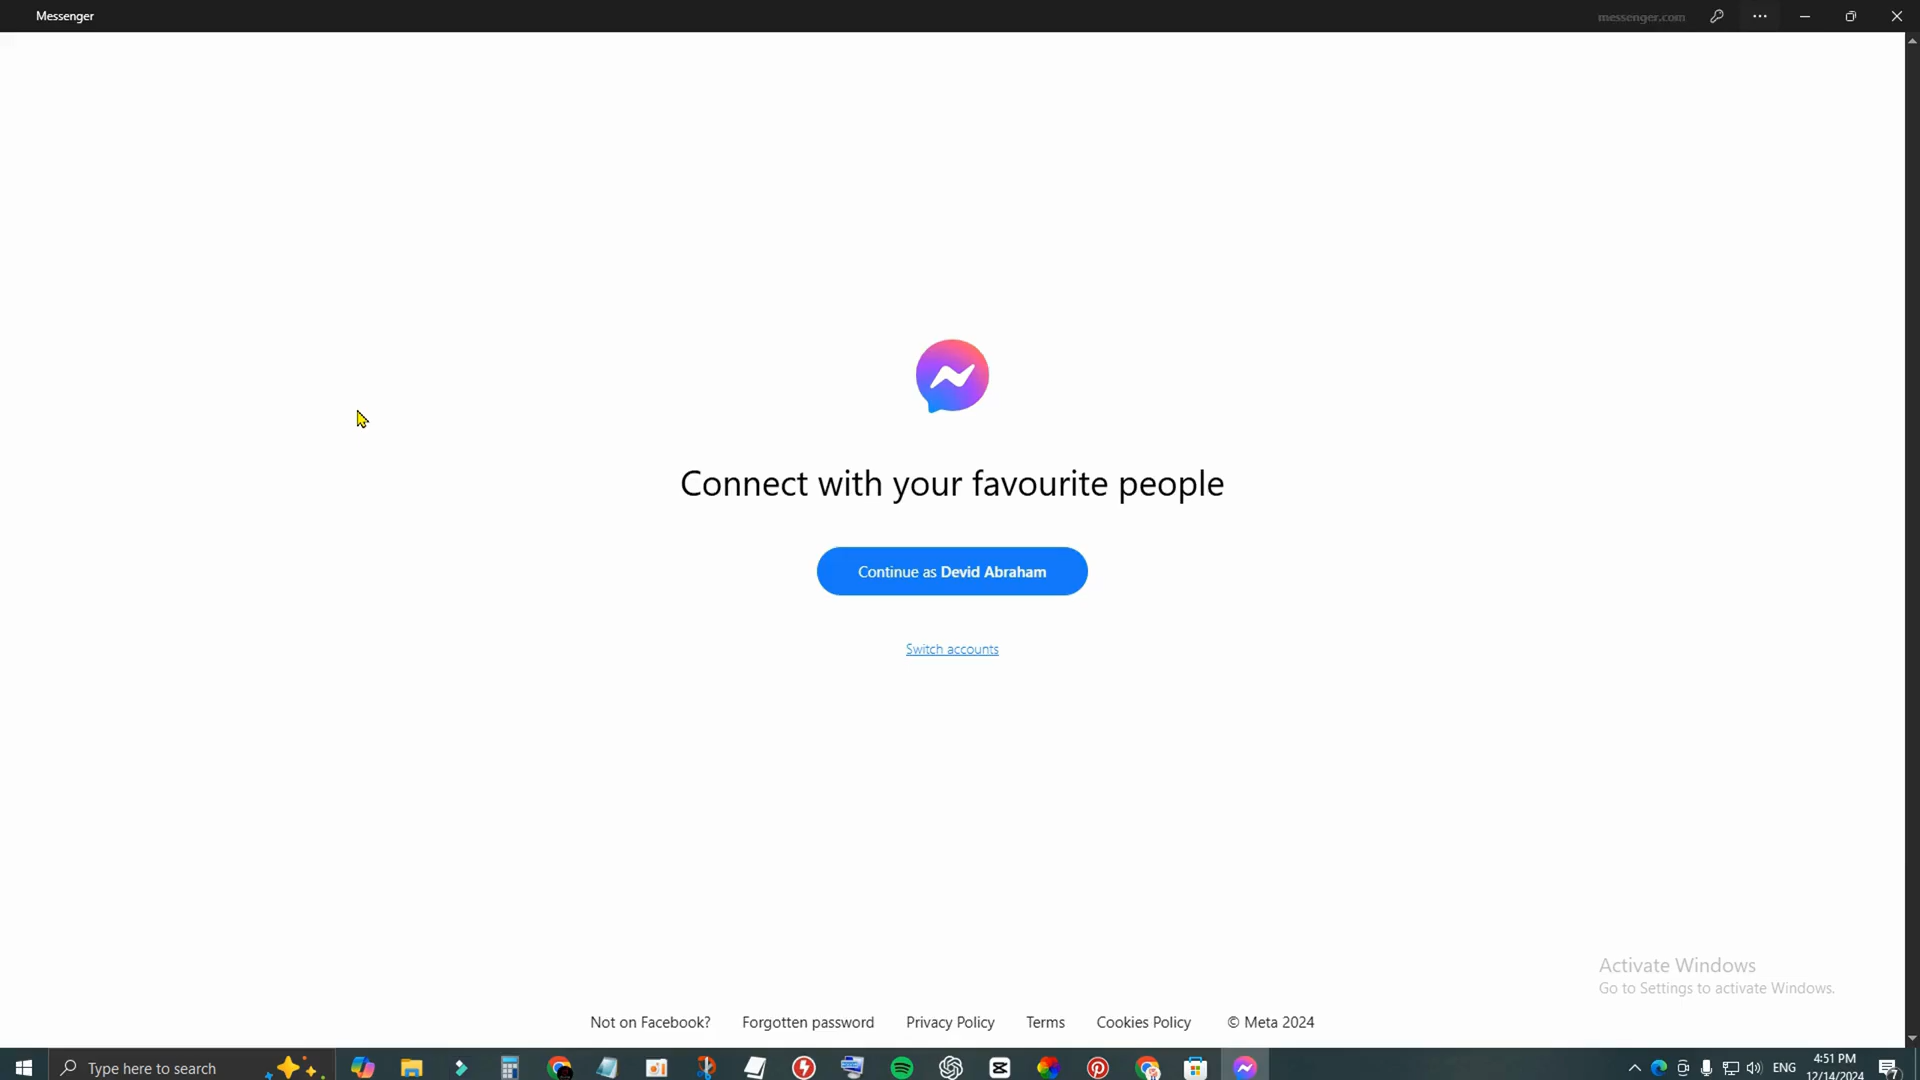 Messenger
messenger.com
Connect with your favourite people
Continue as Devid Abraham
Switch accounts
Activate Windows
Go to Settings to activate Windows.
Not on Facebook?
Forgotten password
Privacy Policy
Terms
Cookies Policy
© Meta 2024
Type here to search
ENG
4:51 PM
12/14/2024
7